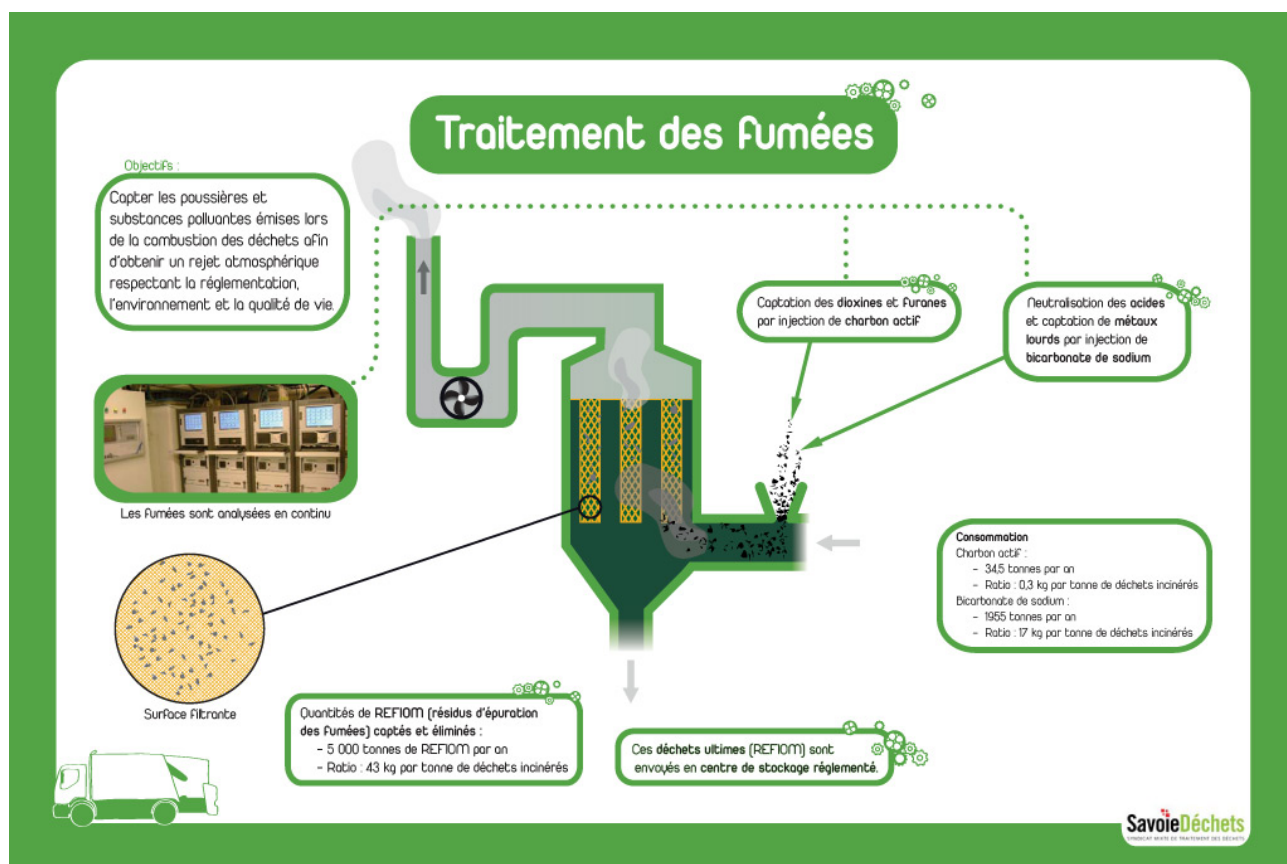 Traitement des fumées
Objectifs :
Capter les poussières et
substances polluantes émises lors
de la combustion des déchets afin
d'obtenir un rejet atmosphérique
respectant la réglementation,
l'environnement et la qualité de vie.
Captation des dioxines et furanes
par injection de charbon actif
Neutralisation des acides
et captation de métaux
lourds par injection de
bicarbonate de sodium
Les fumées sont analysées en continu
Consommation
Charbon actif :
- 34,5 tonnes par an
- Ratio : 0,3 kg par tonne de déchets incinérés
Bicarbonate de sodium :
- 1955 tonnes par an
- Ratio : 17 kg par tonne de déchets incinérés
Surface filtrante
Quantités de REFIOM (résidus d'épuration
des fumées) captés et éliminés :
- 5 000 tonnes de REFIOM par an
- Ratio : 43 kg par tonne de déchets incinérés
Ces déchets ultimes (REFIOM) sont
envoyés en centre de stockage réglementé.
SavoieDéchets
SYNDICAT MIXTE DE TRAITEMENT DES DÉCHETS